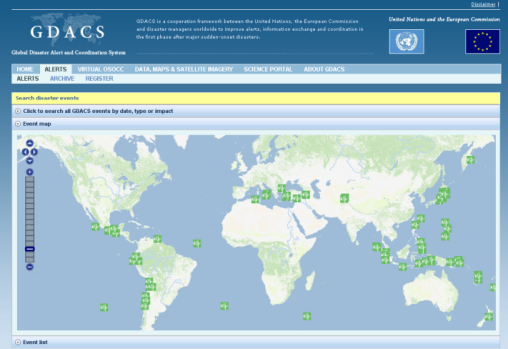 Disclaimer
GDACS
Global Disaster Alert and Coordination System
GDACS is a cooperation framework between the United Nations, the European Commission
and disaster managers worldwide to improve alerts, information exchange and coordination in
the first phase after major sudden-onset disasters.
United Nations and the European Commission
HOME ALERTS VIRTUAL OSOCC DATA, MAPS & SATELLITE IMAGERY SCIENCE PORTAL ABOUT GDACS
ALERTS ARCHIVE REGISTER
Search disaster events
Click to search all GDACS events by date, type or impact
Event map
Event list